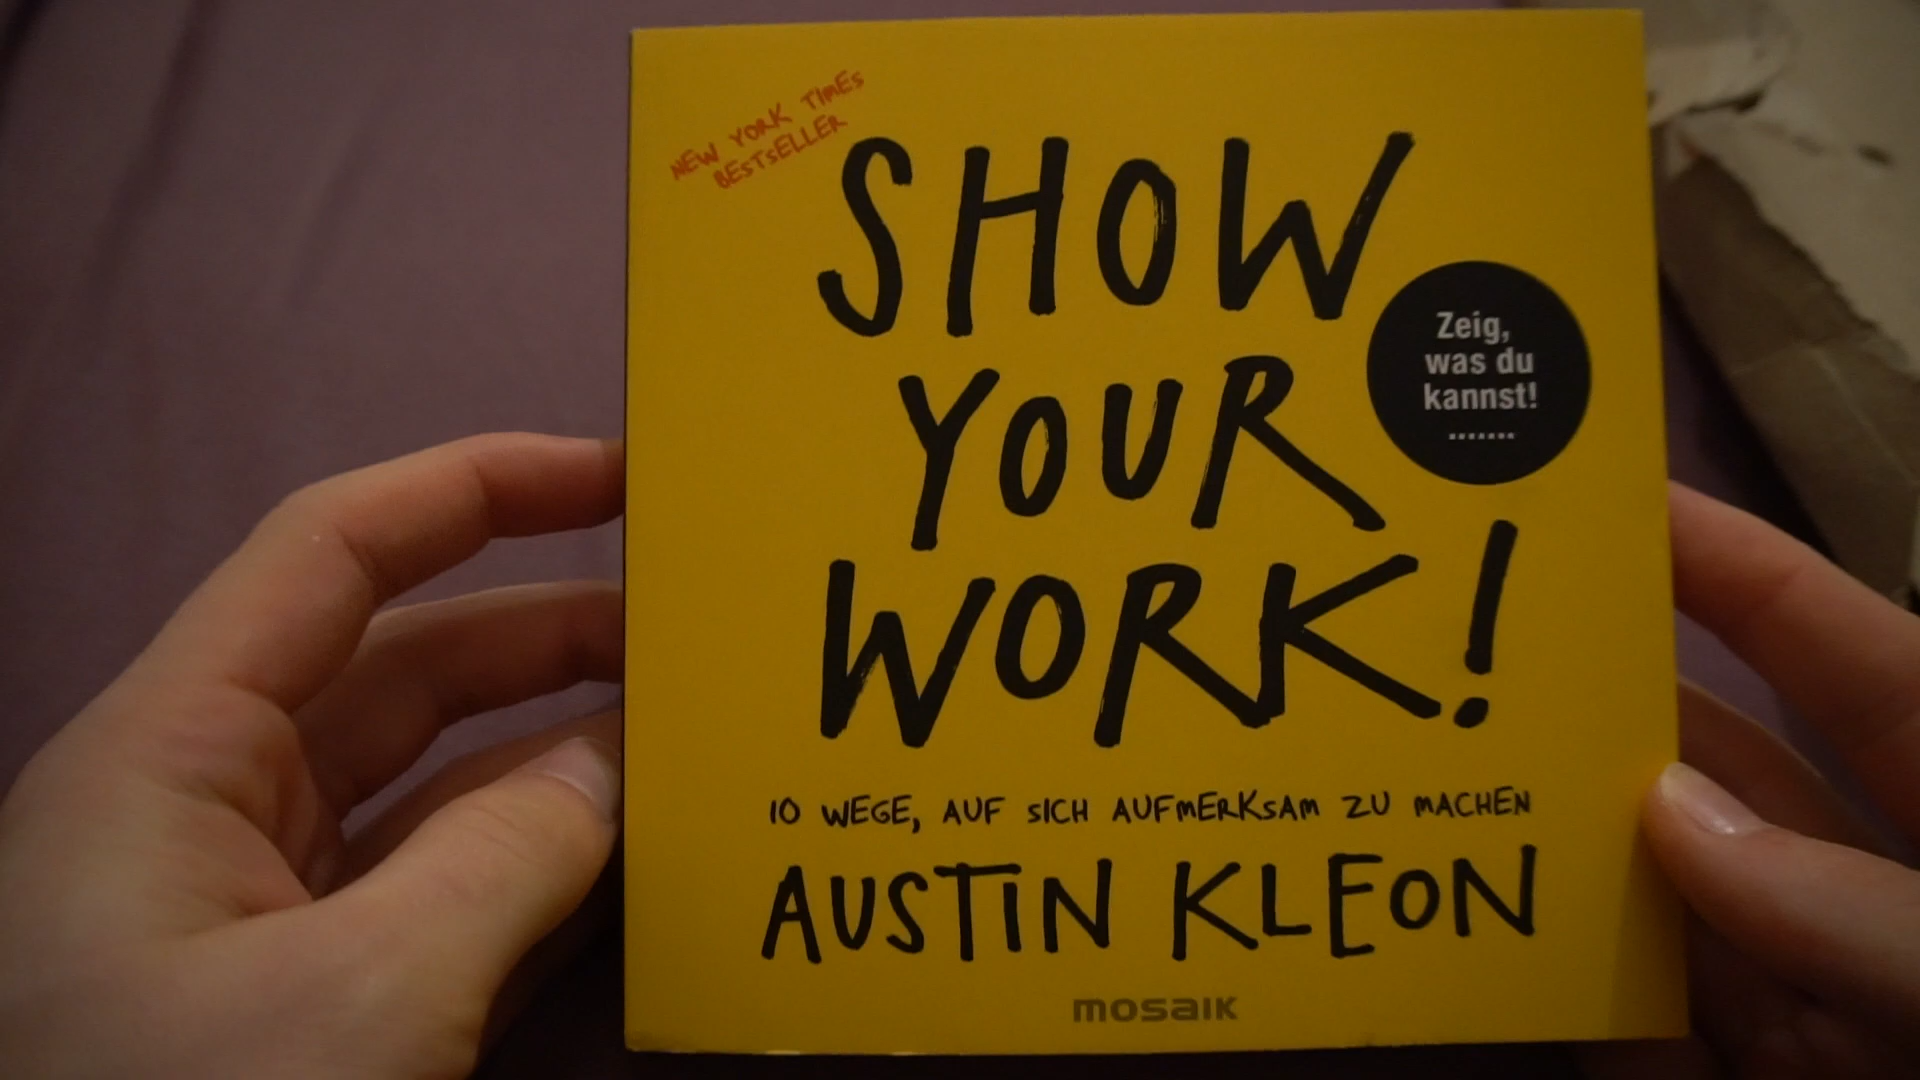 NEW YORK TIMES
BESTSELLER
SHOW
YOUR
WORK!
Zeig,
was du
kannst!
10 WEGE, AUF SICH AUFMERKSAM ZU MACHEN
AUSTIN KLEON
mosaik